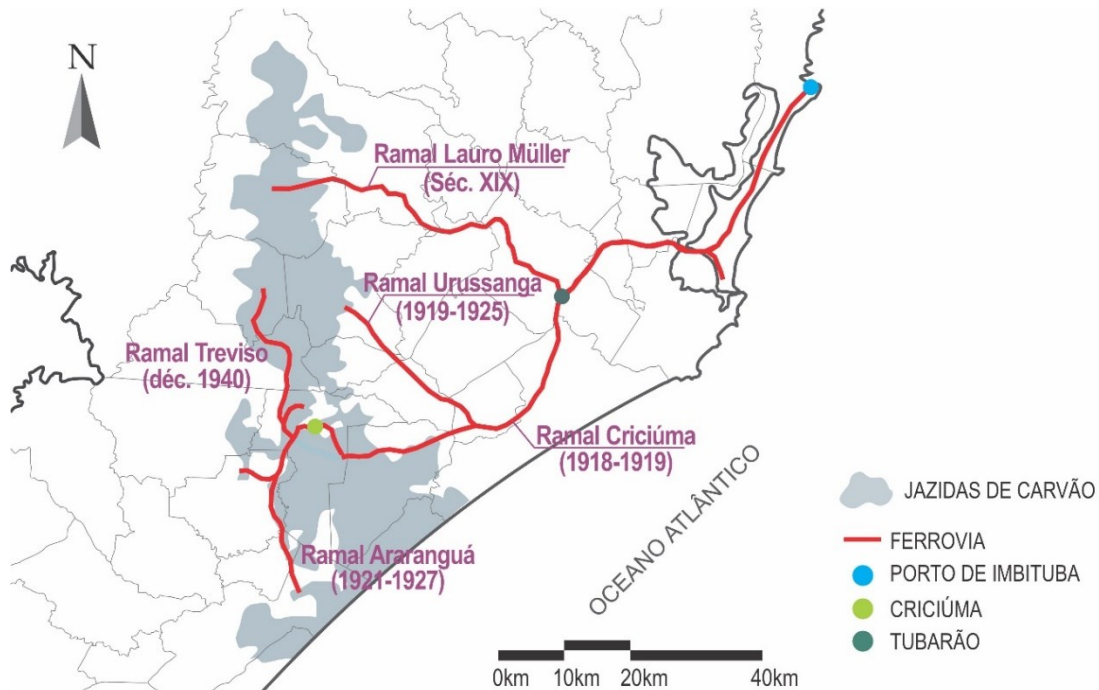 N
Ramal Lauro Müller
(Séc. XIX)
Ramal Urussanga
(1919-1925)
Ramal Treviso
(déc. 1940)
Ramal Criciúma
(1918-1919)
Ramal Araranguá
(1921-1927)
OCEANO ATLÂNTICO
JAZIDAS DE CARVÃO
FERROVIA
PORTO DE IMBITUBA
CRICIÚMA
TUBARÃO
0km 10km 20km 40km